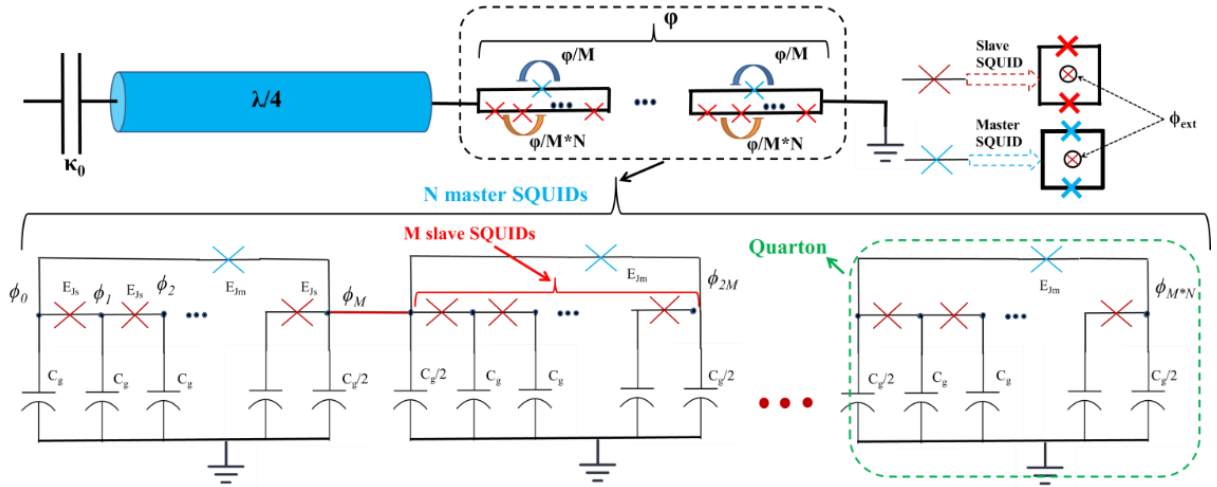 φ
φ/M
φ/M
Slave
SQUID
λ/4
κ₀
φ/M*N
φ/M*N
Master
SQUID
ϕext
N master SQUIDs
M slave SQUIDs
Quarton
ϕ0
EJs
ϕ1
EJs
ϕ2
EJs
ϕM
EJm
ϕ2M
EJm
ϕM*N
Cg
Cg
Cg
Cg/2
Cg/2
Cg
Cg
Cg/2
Cg/2
Cg
Cg
Cg/2